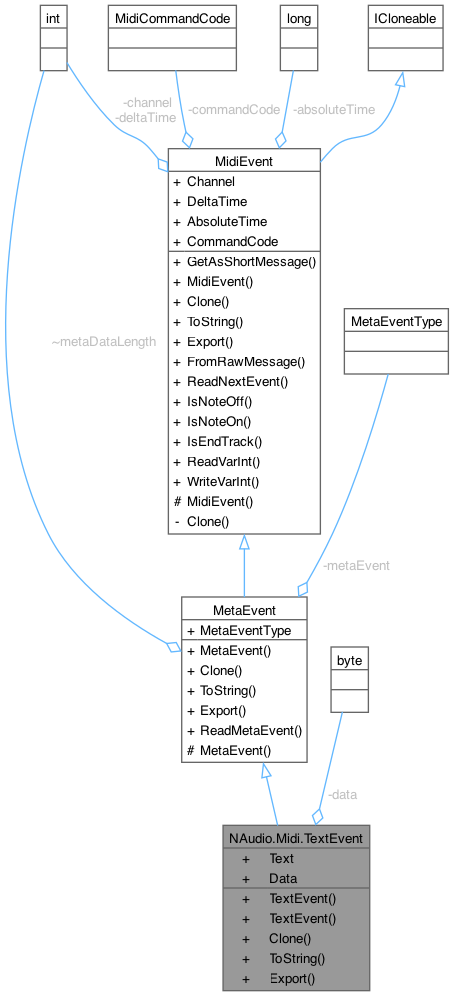 int
MidiCommandCode
long
ICloneable
-channel
-deltaTime
-commandCode
-absoluteTime
MidiEvent
+ Channel
+ DeltaTime
+ AbsoluteTime
+ CommandCode
+ GetAsShortMessage()
+ MidiEvent()
+ Clone()
+ ToString()
+ Export()
+ FromRawMessage()
+ ReadNextEvent()
+ IsNoteOff()
+ IsNoteOn()
+ IsEndTrack()
+ ReadVarInt()
+ WriteVarInt()
# MidiEvent()
- Clone()
~metaDataLength
MetaEventType
-metaEvent
MetaEvent
+ MetaEventType
+ MetaEvent()
+ Clone()
+ ToString()
+ Export()
+ ReadMetaEvent()
# MetaEvent()
byte
-data
NAudio.Midi.TextEvent
+ Text
+ Data
+ TextEvent()
+ TextEvent()
+ Clone()
+ ToString()
+ Export()